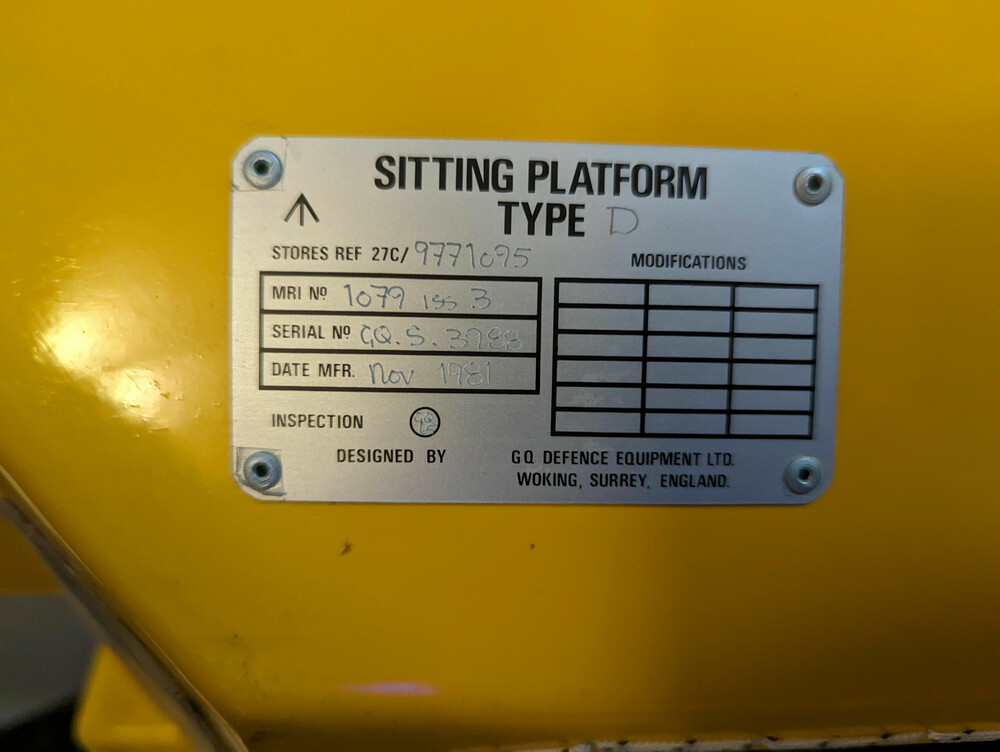 SITTING PLATFORM
TYPE D
STORES REF 27C/9771095
MODIFICATIONS
MRI Nº 1079 iss 3
SERIAL Nº GQ.S. 3788
DATE MFR. Nov 1981
INSPECTION
DESIGNED BY GQ DEFENCE EQUIPMENT LTD.
WOKING, SURREY, ENGLAND.